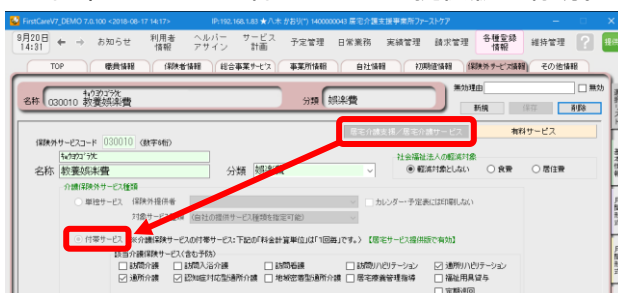 FirstCareV7_DEMO 7.0.100 <2018-08-17 14:17> IP:192.168.1.83 ★八木 かおり(*) 1400000043 居宅介護支援事業所ファーストケア
9月20日 14:31 ← → お知らせ 利用者情報 ヘルパーアサイン サービス計画 予定管理 日常業務 実績管理 請求管理 各種登録情報 維持管理 ?
TOP 職員情報 保険者情報 総合事業サービス 事業所情報 自社情報 初期値情報 保険外サービス情報 その他情報
無効理由 無効
名称 030010 ｷｮｳﾖｳｺﾞﾗｸﾋ 教養娯楽費 分類 娯楽費
新規 保存 削除
居宅介護支援/居宅介護サービス 有料サービス
保険外サービスコード 030010 (数字6桁)
ｷｮｳﾖｳｺﾞﾗｸﾋ
社会福祉法人の軽減対象
名称 教養娯楽費 分類 娯楽費 軽減対象としない 食費 居住費
介護保険外サービス種類
単独サービス 保険外提供者 カレンダー予定表には印刷しない
対象サービス種類 (自社の提供サービス種類を指定可能)
付帯サービス ※介護保険サービスの付帯サービス:下記の「料金計算単位」は「1回毎」です。》【居宅サービス提供版で有効】
該当介護保険サービス(含む予防)
訪問介護 訪問入浴介護 訪問看護 訪問リハビリテーション 通所リハビリテーション
通所介護 認知症対応型通所介護 地域密着型通所介護 居宅療養管理指導 福祉用具貸与
定期巡回